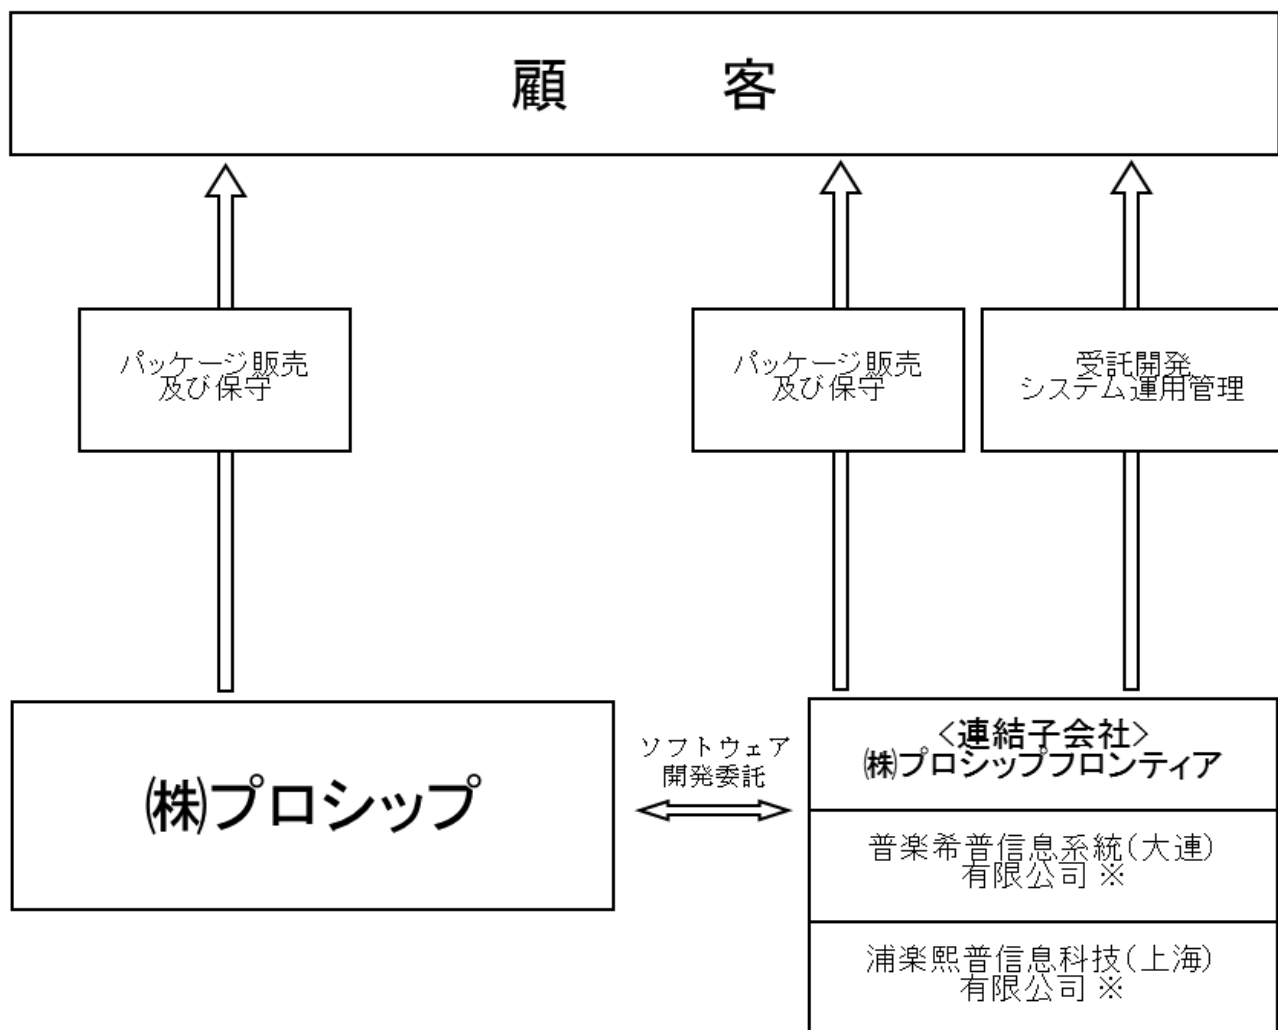 顧 客
パッケージ販売
及び保守
パッケージ販売
及び保守
受託開発
システム運用管理
㈱プロシップ
ソフトウェア
開発委託
<連結子会社>
㈱プロシップフロンティア
普楽希普信息系統(大連)
有限公司 ※
浦楽熙普信息科技(上海)
有限公司 ※